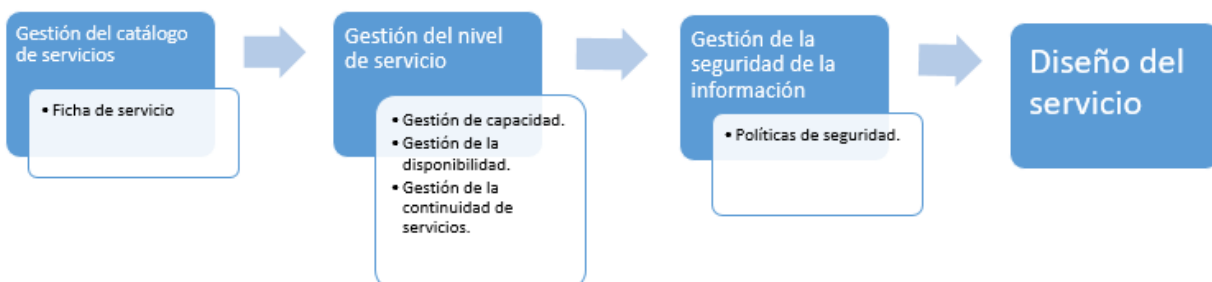 Gestión del catálogo
de servicios
• Ficha de servicio
Gestión del nivel
de servicio
• Gestión de capacidad.
• Gestión de la
disponibilidad.
• Gestión de la
continuidad de
servicios.
Gestión de la
seguridad de la
información
• Políticas de seguridad.
Diseño del
servicio